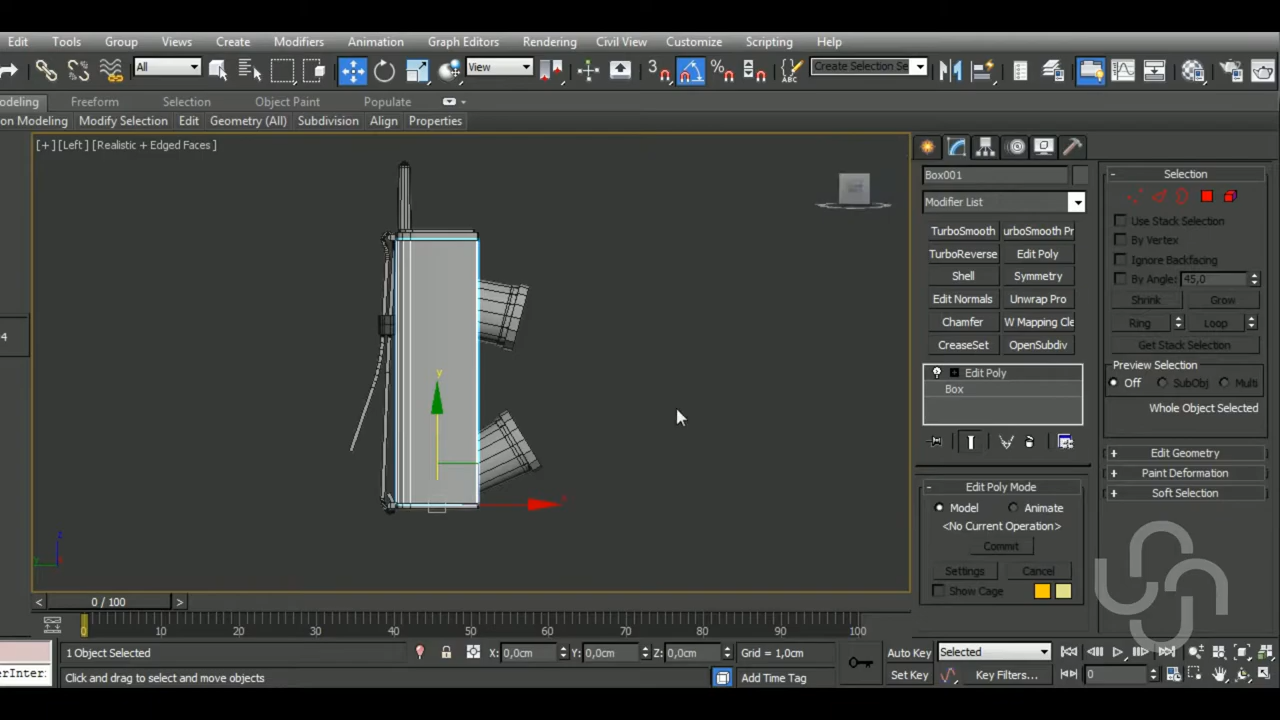 Edit Tools Group Views Create Modifiers Animation Graph Editors Rendering Civil View Customize Scripting Help
All View 3 Create Selection Se
odeling Freeform Selection Object Paint Populate
on Modeling Modify Selection Edit Geometry (All) Subdivision Align Properties
[+] [Left] [Realistic + Edged Faces ]
Box001
Modifier List
TurboSmooth urboSmooth Pr
TurboReverse Edit Poly
Shell Symmetry
Edit Normals Unwrap Pro
Chamfer W Mapping Cle
CreaseSet OpenSubdiv
Edit Poly
Box
Edit Poly Mode
Model Animate
<No Current Operation>
Commit
Settings Cancel
Show Cage
Selection
Use Stack Selection
By Vertex
Ignore Backfacing
By Angle: 45,0
Shrink Grow
Ring Loop
Get Stack Selection
Preview Selection
Off SubObj Multi
Whole Object Selected
Edit Geometry
Paint Deformation
Soft Selection
4
y
x
z
< 0 / 100 >
0 10 20 30 40 50 60 70 80 90 100
1 Object Selected X: 0,0cm Y: 0,0cm Z: 0,0cm Grid = 1,0cm Auto Key Selected
erInter: Click and drag to select and move objects Add Time Tag Set Key Key Filters... 0